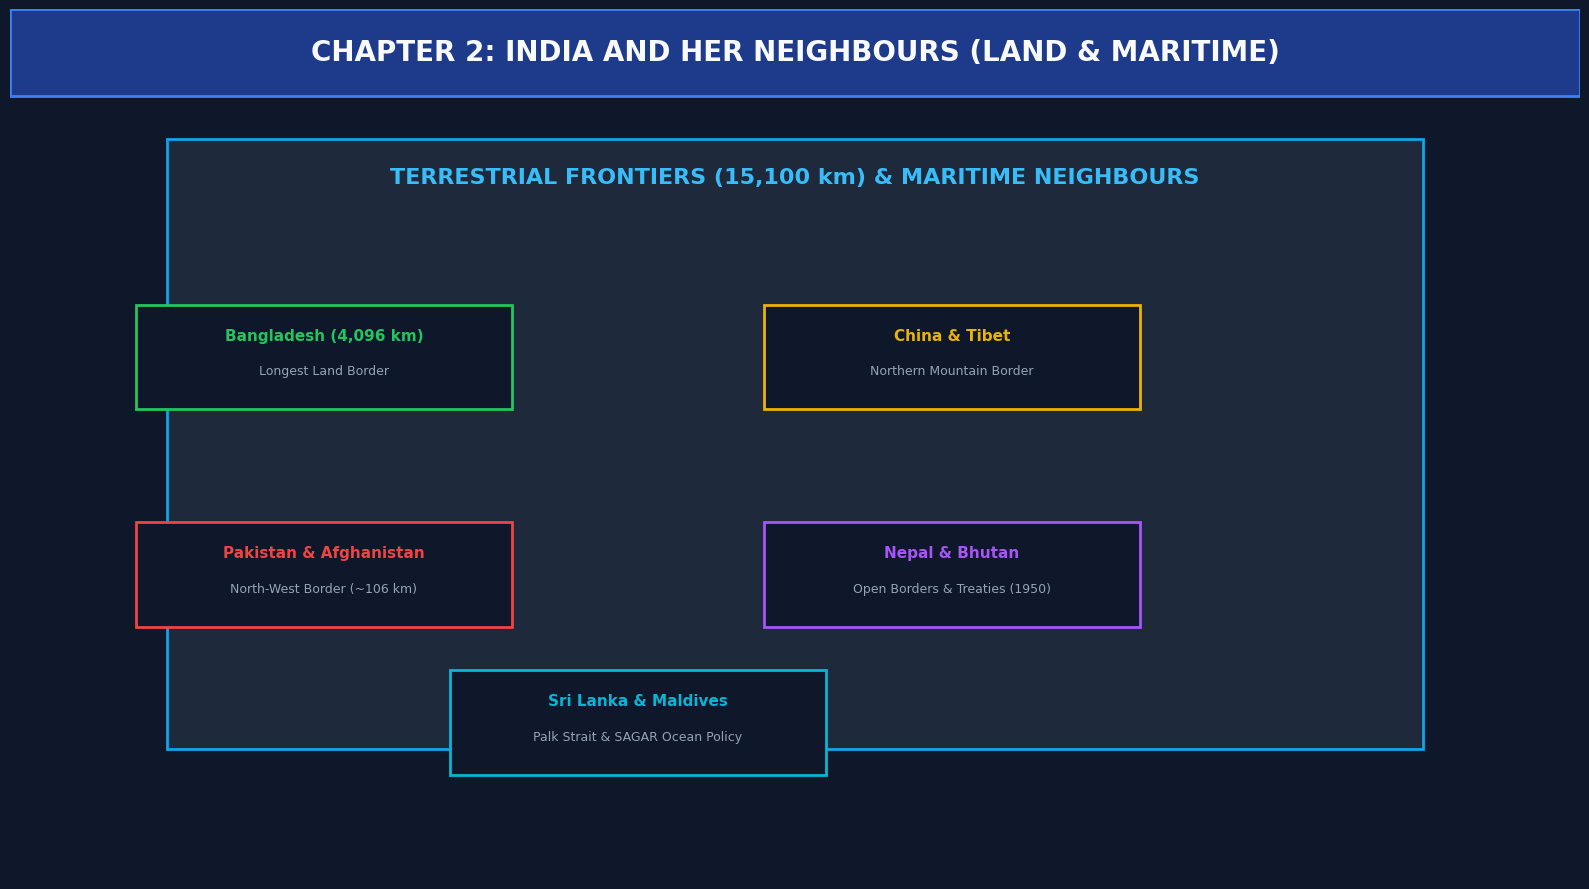 CHAPTER 2: INDIA AND HER NEIGHBOURS (LAND & MARITIME)
TERRESTRIAL FRONTIERS (15,100 km) & MARITIME NEIGHBOURS
Bangladesh (4,096 km)
Longest Land Border
China & Tibet
Northern Mountain Border
Pakistan & Afghanistan
North-West Border (~106 km)
Nepal & Bhutan
Open Borders & Treaties (1950)
Sri Lanka & Maldives
Palk Strait & SAGAR Ocean Policy